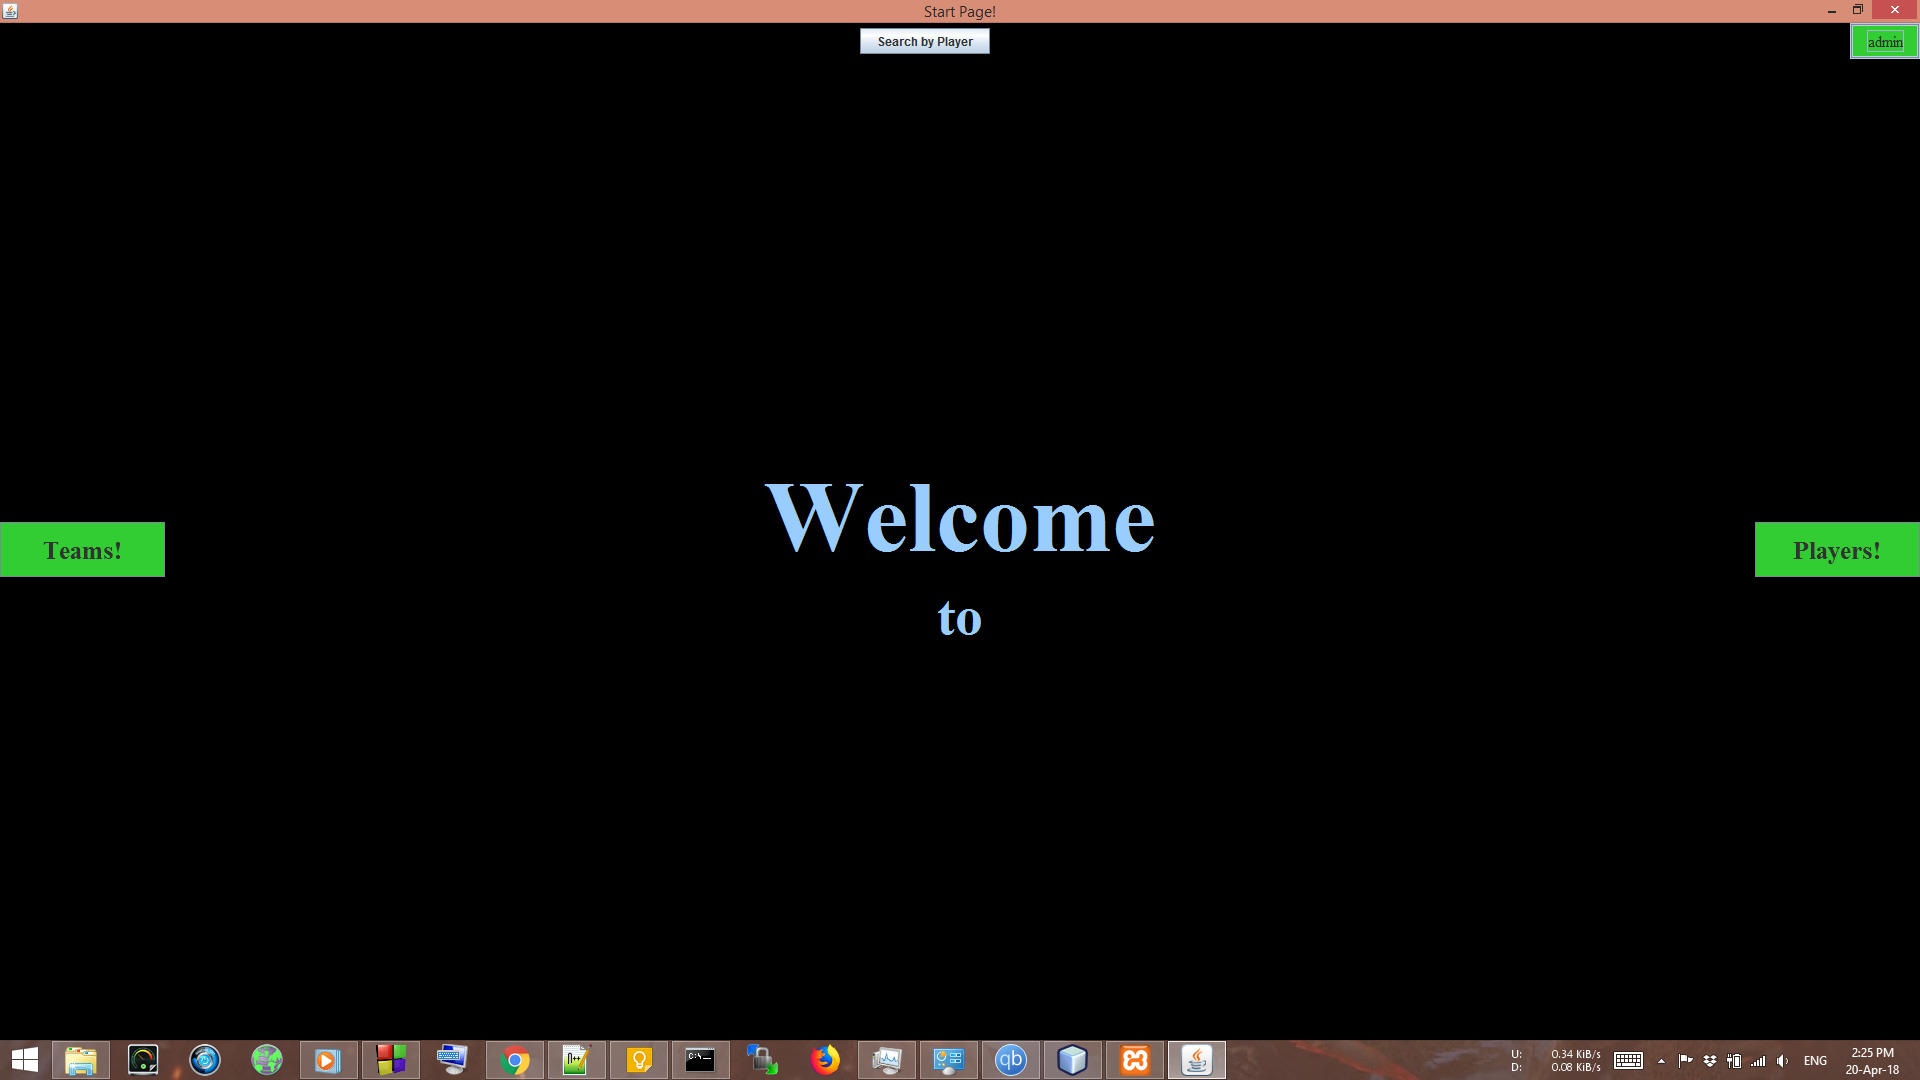 Start Page!
Search by Player
admin
Welcome
to
Teams!
Players!
C:\
n++
qb
U: 0.34 KiB/s
D: 0.08 KiB/s
ENG
2:25 PM
20-Apr-18